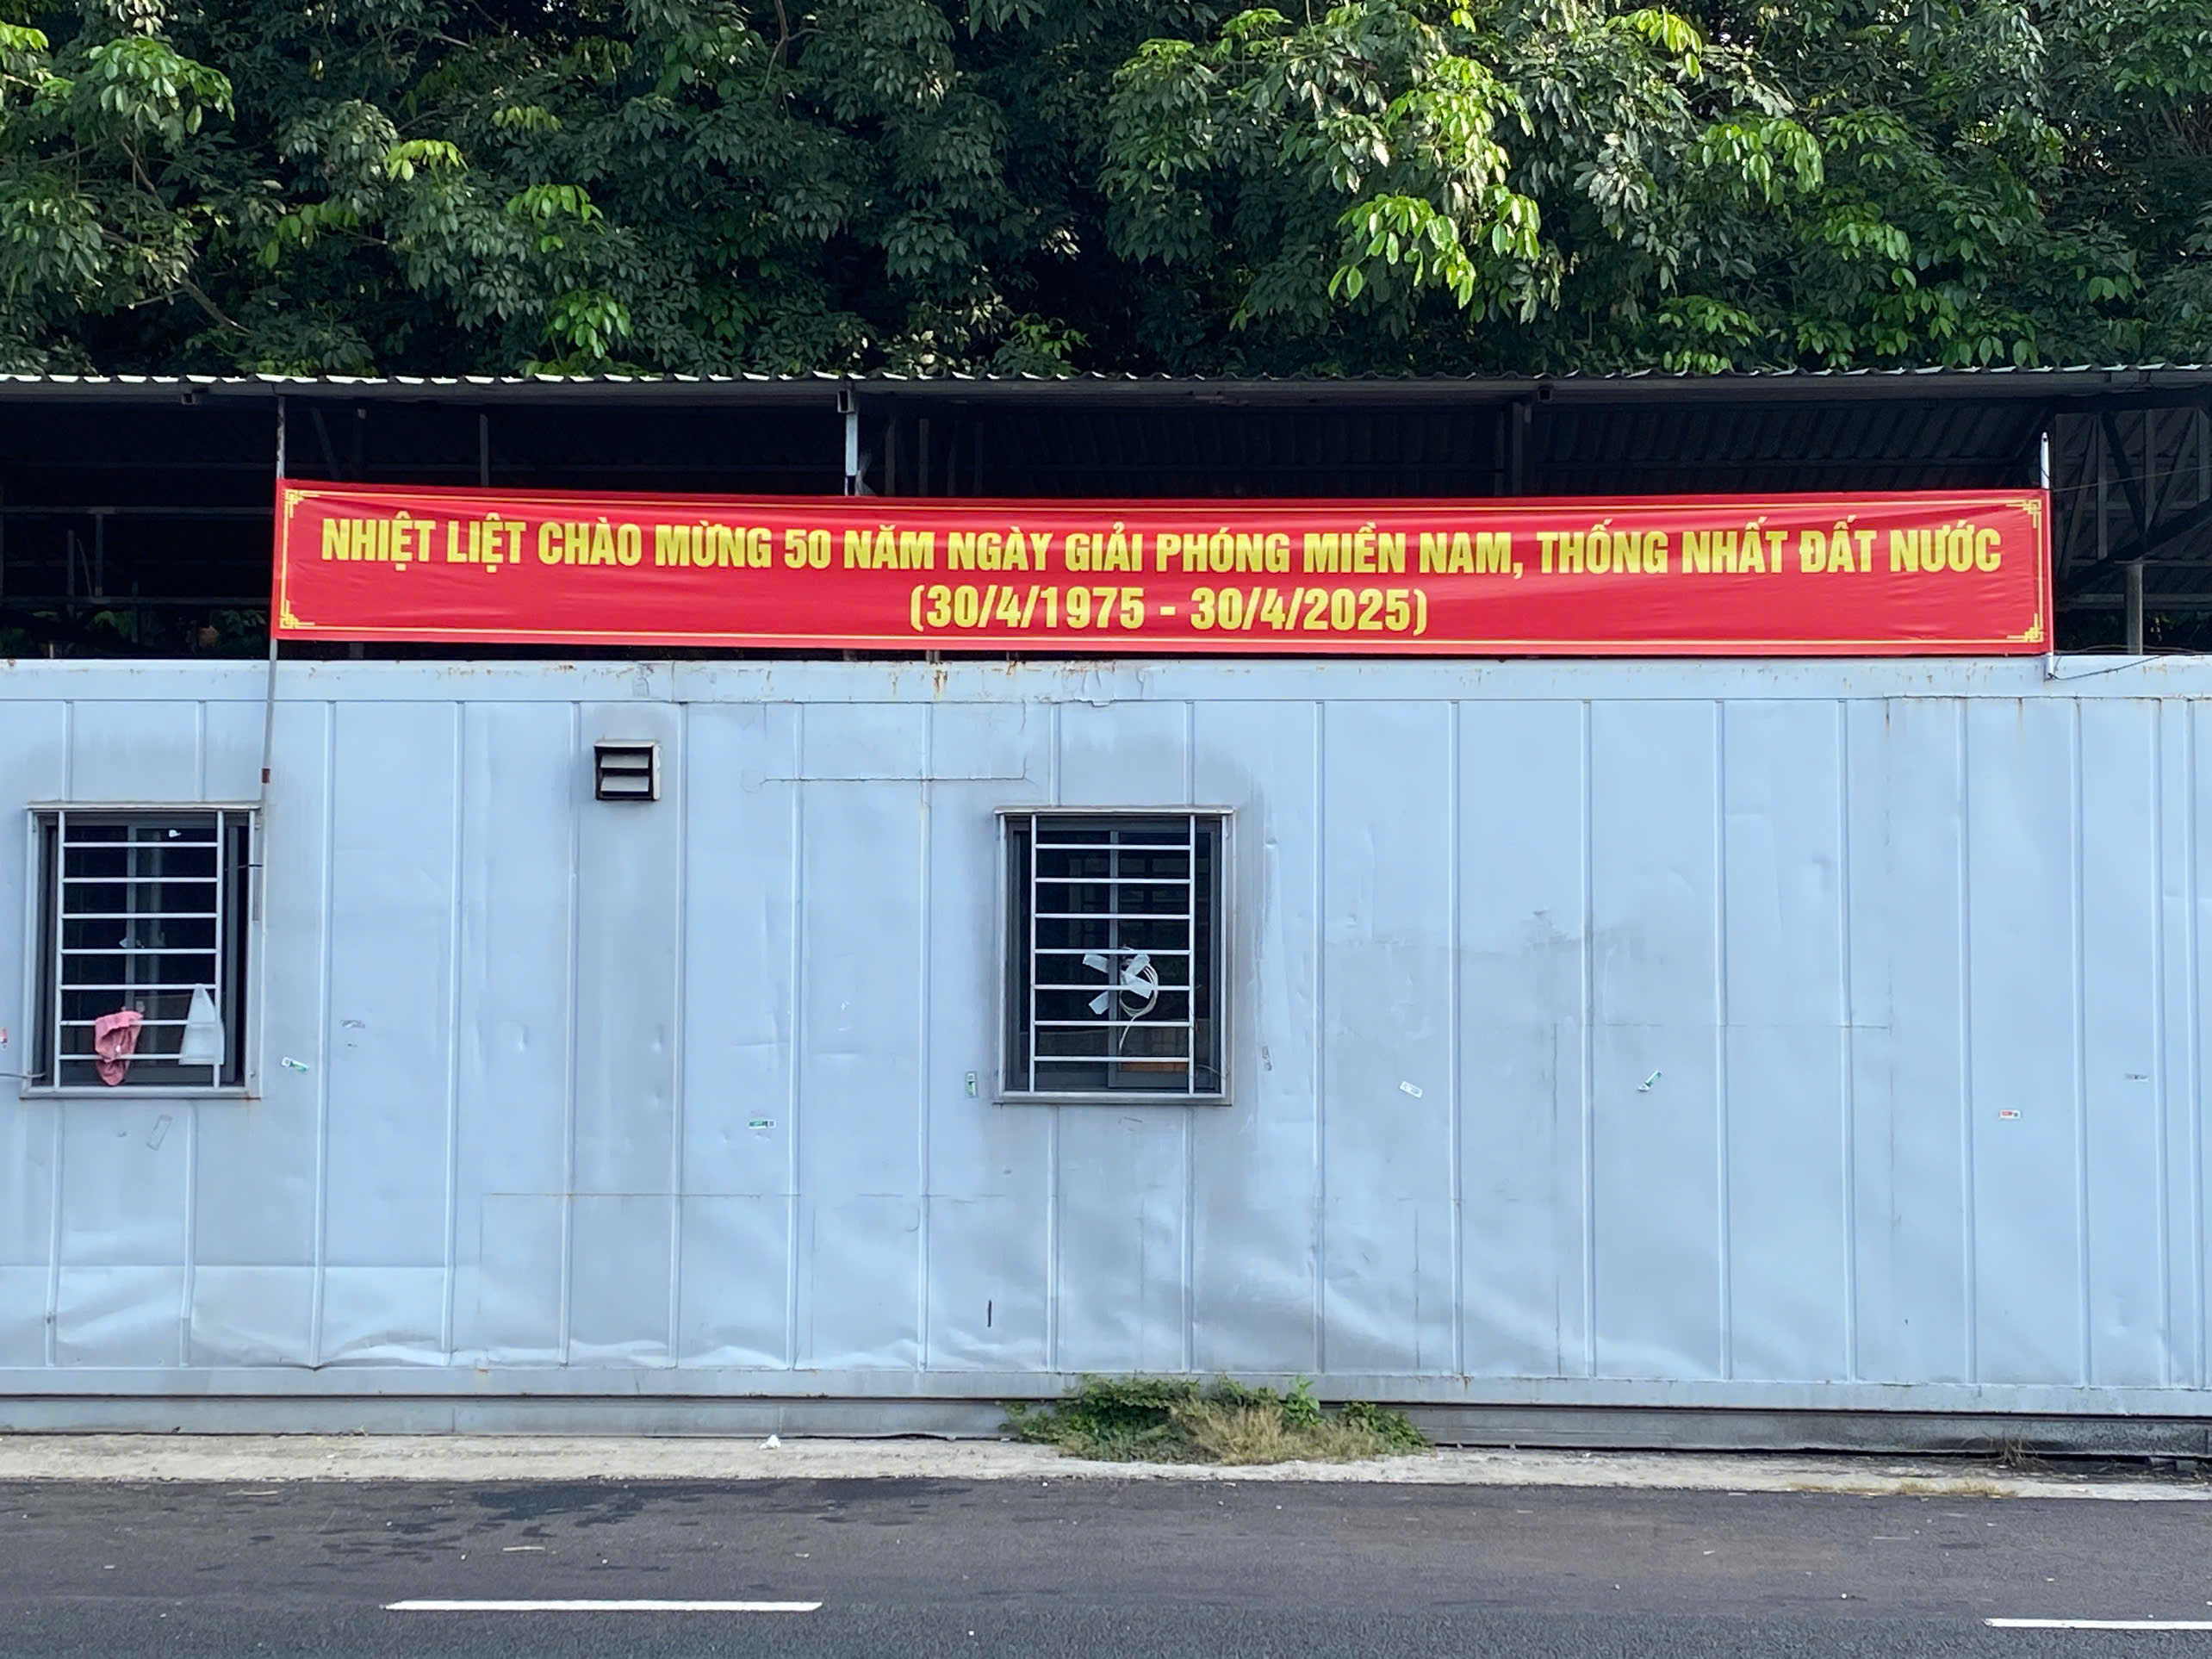 NHIỆT LIỆT CHÀO MỪNG 50 NĂM NGÀY GIẢI PHÓNG MIỀN NAM, THỐNG NHẤT ĐẤT NƯỚC
(30/4/1975 - 30/4/2025)